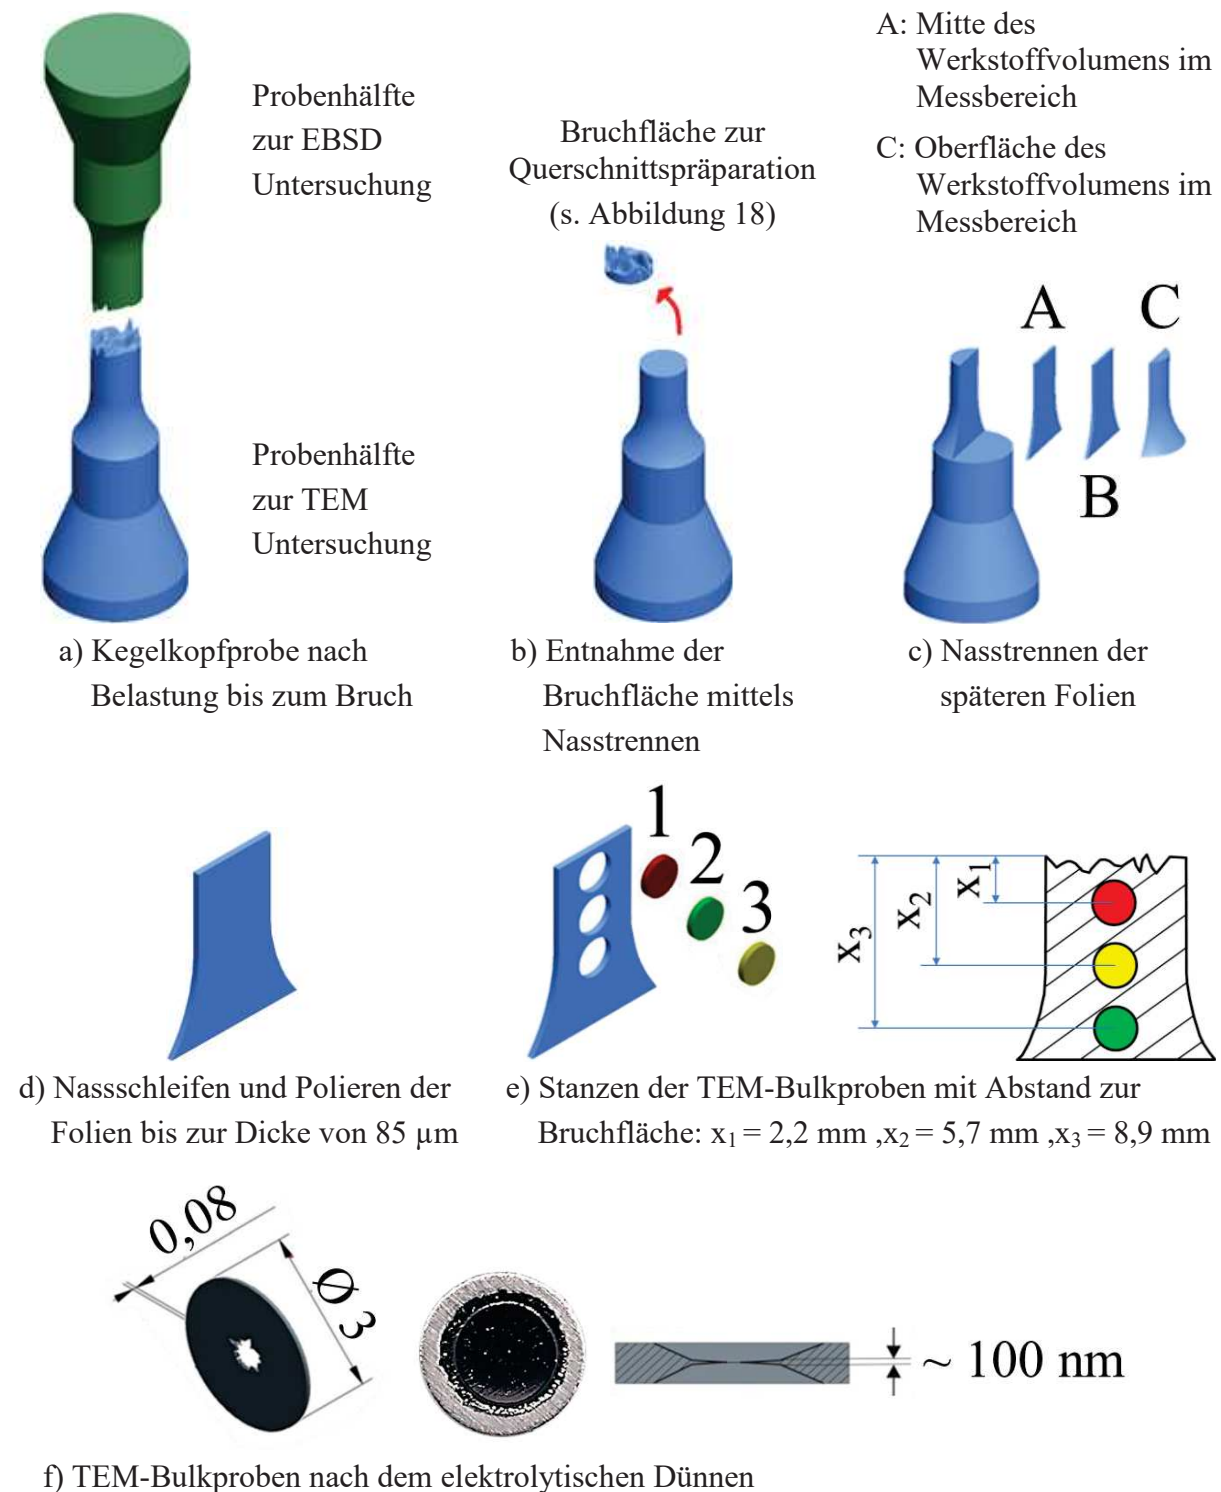 A: Mitte des
Werkstoffvolumens im
Messbereich
C: Oberfläche des
Werkstoffvolumens im
Messbereich
Probenhälfte
zur EBSD
Untersuchung
Bruchfläche zur
Querschnittspräparation
(s. Abbildung 18)
A
C
B
Probenhälfte
zur TEM
Untersuchung
a) Kegelkopfprobe nach
Belastung bis zum Bruch
b) Entnahme der
Bruchfläche mittels
Nasstrennen
c) Nasstrennen der
späteren Folien
1
2
3
x₁
x₂
x₃
d) Nassschleifen und Polieren der
Folien bis zur Dicke von 85 µm
e) Stanzen der TEM-Bulkproben mit Abstand zur
Bruchfläche: x₁ = 2,2 mm ,x₂ = 5,7 mm ,x₃ = 8,9 mm
0,08
Ø 3
~ 100 nm
f) TEM-Bulkproben nach dem elektrolytischen Dünnen